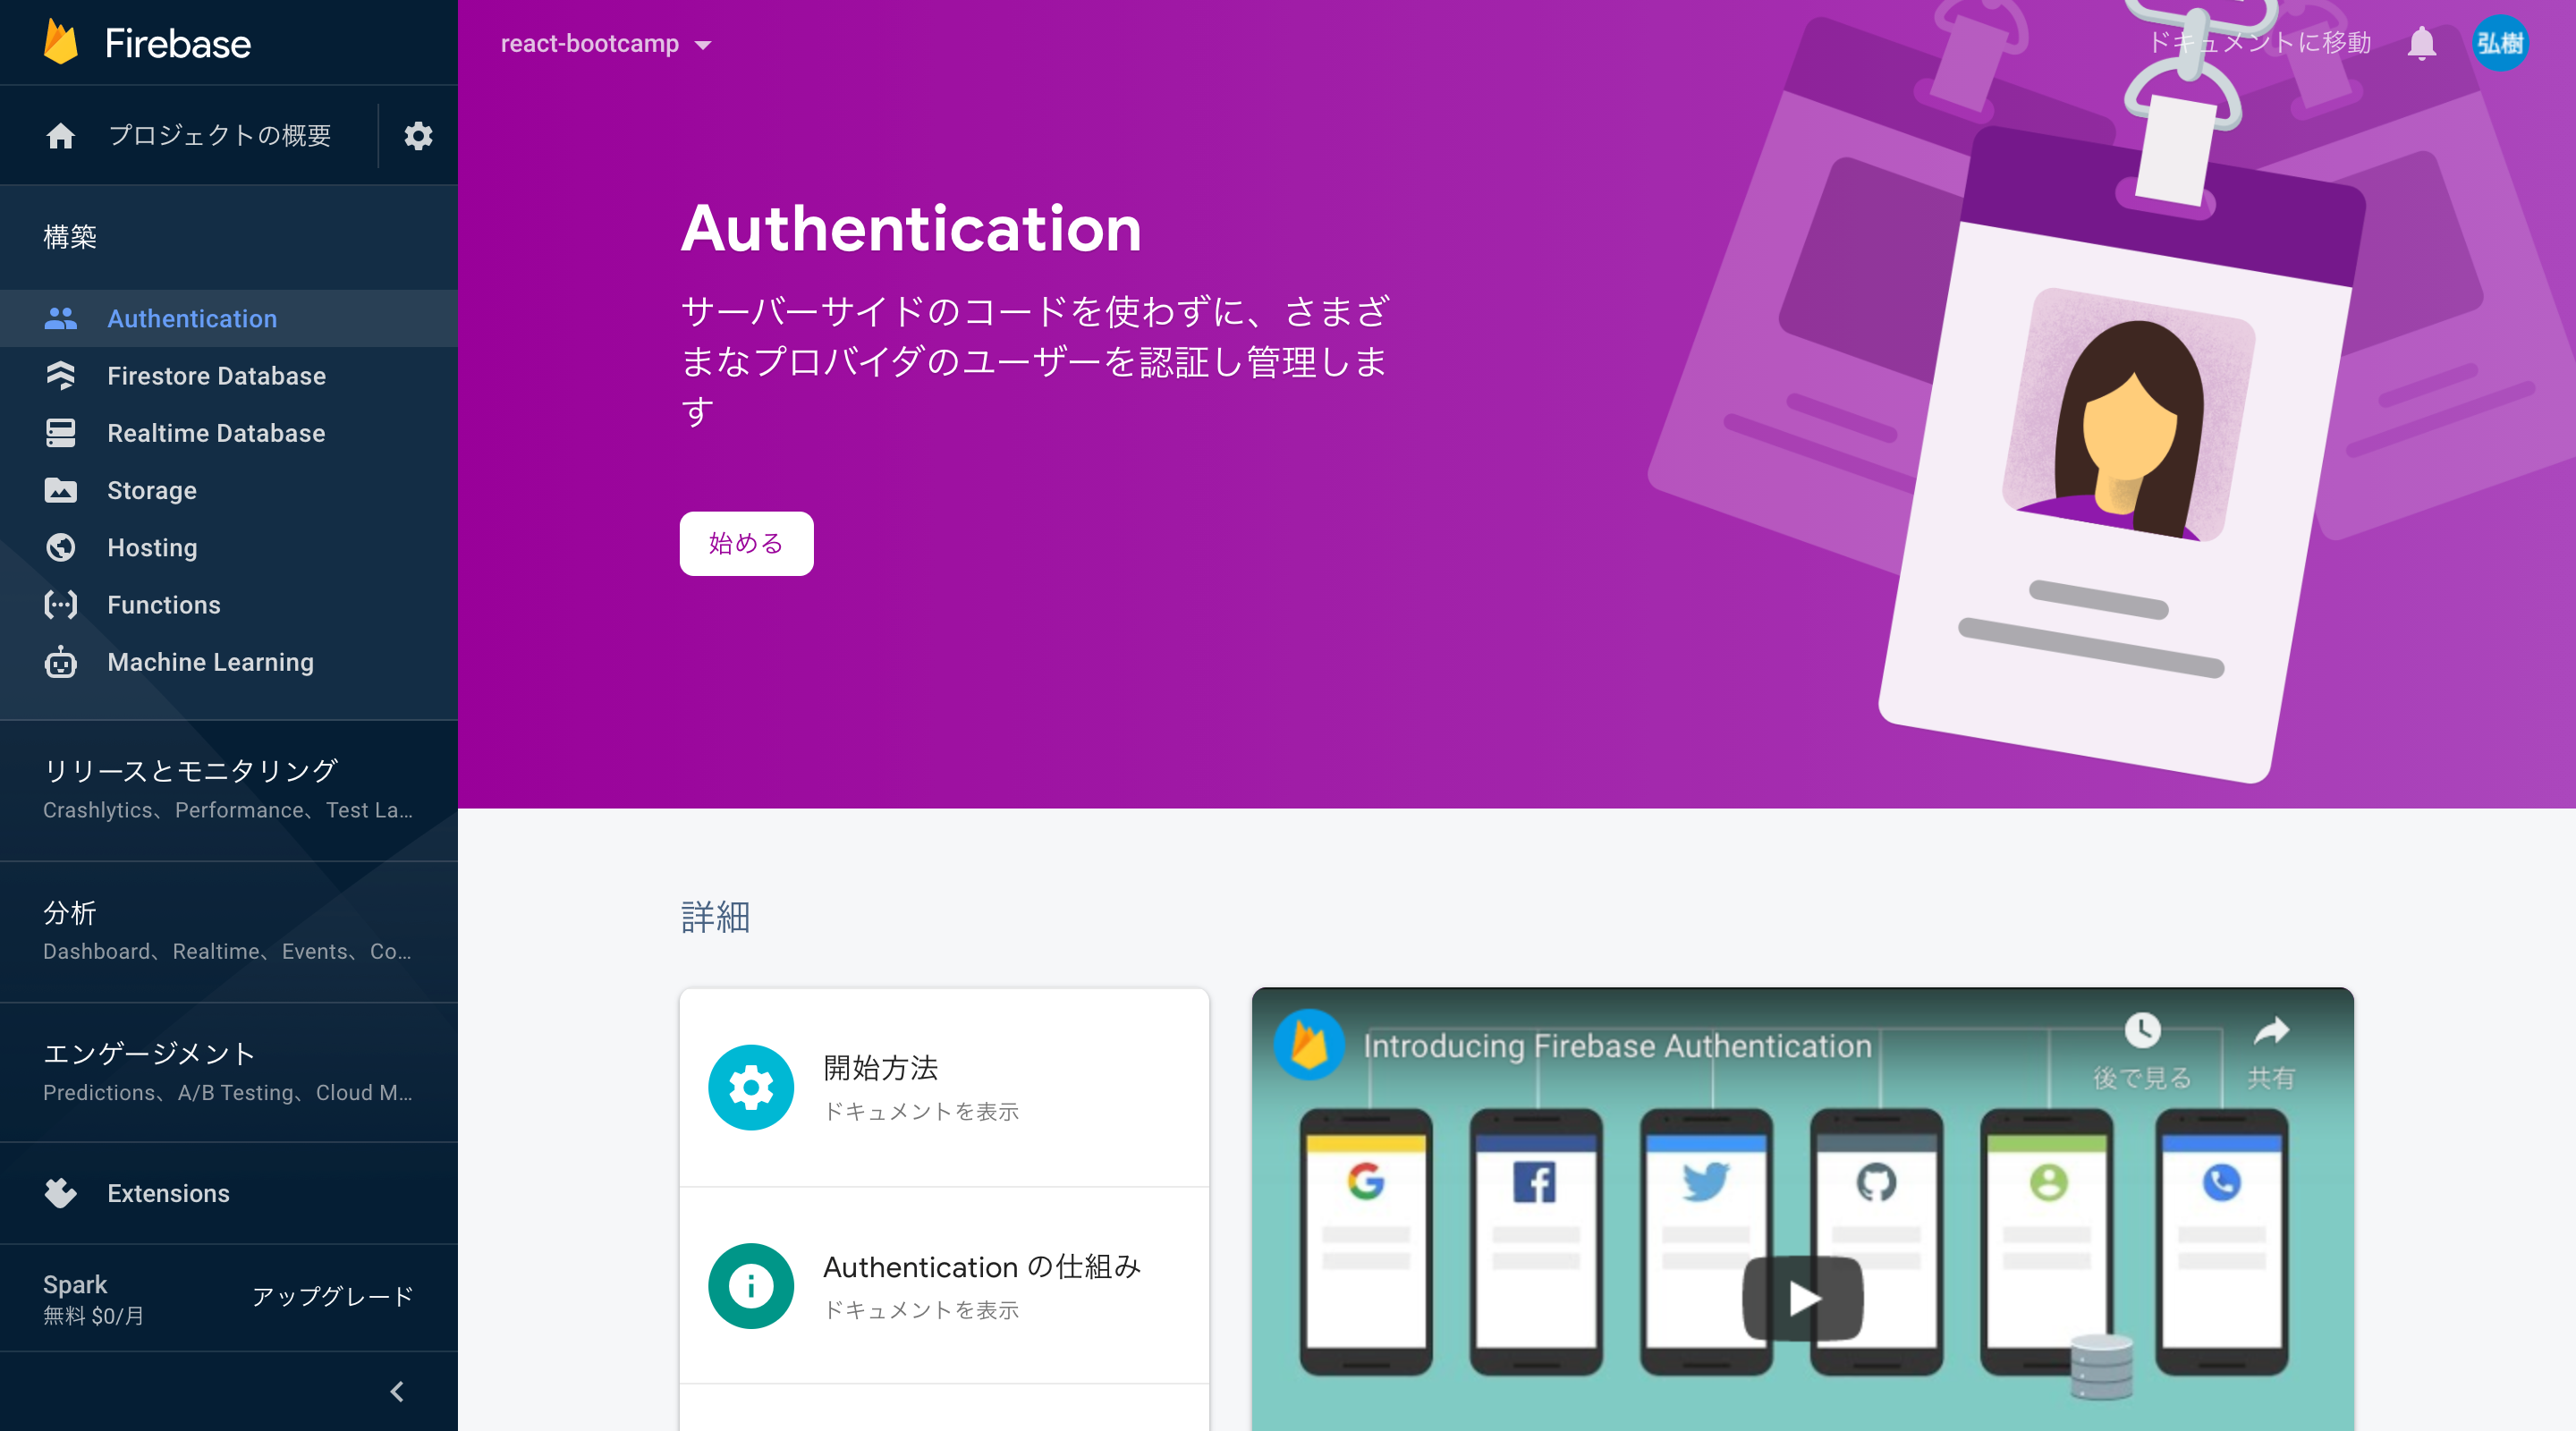 Firebase
プロジェクトの概要
構築
Authentication
Firestore Database
Realtime Database
Storage
Hosting
Functions
Machine Learning
リリースとモニタリング
Crashlytics、Performance、Test La...
分析
Dashboard、Realtime、Events、Co...
エンゲージメント
Predictions、A/B Testing、Cloud M...
Extensions
Spark
無料 $0/月
アップグレード
react-bootcamp
ドキュメントに移動
弘樹
Authentication
サーバーサイドのコードを使わずに、さまざ
まなプロバイダのユーザーを認証し管理しま
す
始める
詳細
開始方法
ドキュメントを表示
Authentication の仕組み
ドキュメントを表示
Introducing Firebase Authentication
後で見る
共有